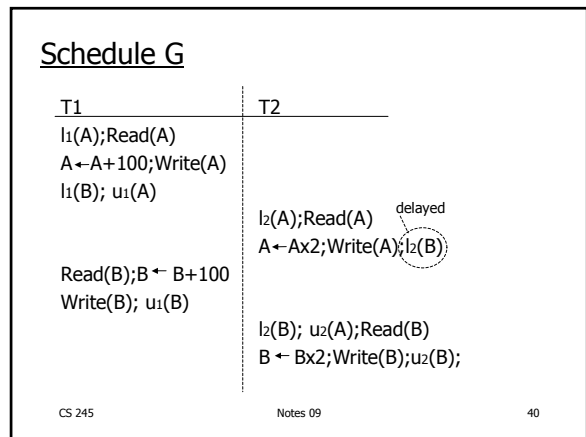 Schedule G
T1 T2
l1(A);Read(A)
A←A+100;Write(A)
l1(B); u1(A)
delayed
l2(A);Read(A)
A←Ax2;Write(A);l2(B)
Read(B);B ← B+100
Write(B); u1(B)
l2(B); u2(A);Read(B)
B ← Bx2;Write(B);u2(B);
CS 245 Notes 09 40